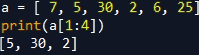 a = [ 7, 5, 30, 2, 6, 25]
print(a[1:4])
[5, 30, 2]